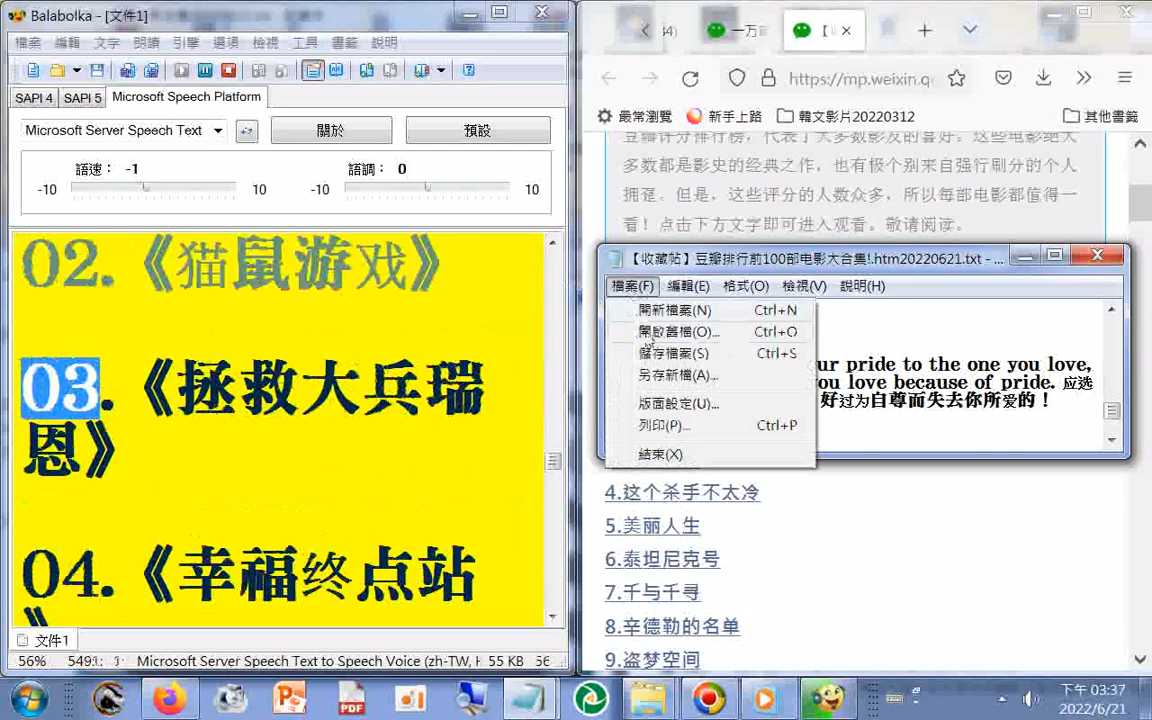 Balabolka - [文件1]
檔案 編輯 文字 朗讀 引擎 選項 檢視 工具 書籤 說明
SAPI 4 SAPI 5 Microsoft Speech Platform
Microsoft Server Speech Text 關於 預設
語速： -1 語調： 0
-10 10 -10 10
02.《猫鼠游戏》
03.《拯救大兵瑞
恩》
04.《幸福终点站
》
文件1
56% Microsoft Server Speech Text to Speech Voice (zh-TW, H 55 KB
一万
https://mp.weixin.q
最常瀏覽 新手上路 韓文影片20220312 其他書籤
豆瓣评分排行榜，代表了大多数影友的喜好。这些电影绝大
多数都是影史的经典之作，也有极个别来自强行刷分的个人
拥趸。但是，这些评分的人数众多，所以每部电影都值得一
看！点击下方文字即可进入观看。敬请阅读。
【收藏帖】豆瓣排行前100部电影大合集!.htm20220621.txt - ...
檔案(F) 編輯(E) 格式(O) 檢視(V) 說明(H)
開新檔案(N) Ctrl+N
開啟舊檔(O)... Ctrl+O
儲存檔案(S) Ctrl+S
另存新檔(A)...
版面設定(U)...
列印(P)... Ctrl+P
結束(X)
ur pride to the one you love,
ou love because of pride. 应选
好过为自尊而失去你所爱的！
4.这个杀手不太冷
5.美丽人生
6.泰坦尼克号
7.千与千寻
8.辛德勒的名单
9.盗梦空间
PDF
下午 03:37
2022/6/21